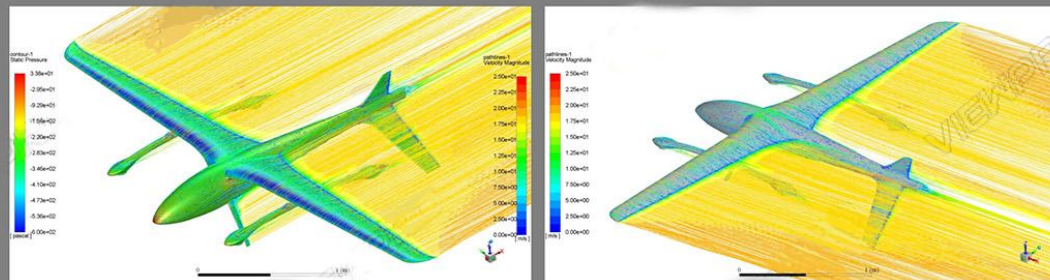 contour-1
Static Pressure
3.38e+01
-2.93e+01
-9.29e+01
-2.20e+02
-2.83e+02
-3.46e+02
-4.10e+02
-4.73e+02
-5.36e+02
-6.00e+02
[ pascal ]
pathlines-1
Velocity Magnitude
2.50e+01
2.25e+01
2.00e+01
1.75e+01
1.50e+01
1.25e+01
1.00e+01
7.50e+00
5.00e+00
2.50e+00
0.00e+00
[ m/s ]
0
1 (m)
pathlines-1
Velocity Magnitude
2.50e+01
2.25e+01
2.00e+01
1.75e+01
1.50e+01
1.25e+01
1.00e+01
7.50e+00
5.00e+00
2.50e+00
0.00e+00
[ m/s ]
0
1 (m)